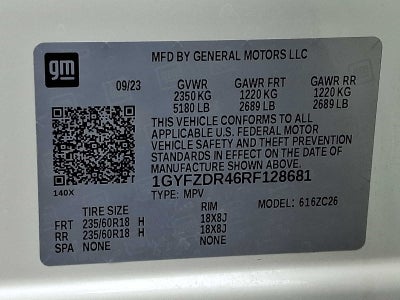 gm
MFD BY GENERAL MOTORS LLC
09/23 GVWR GAWR FRT GAWR RR
2350 KG 1220 KG 1220 KG
5180 LB 2689 LB 2689 LB
THIS VEHICLE CONFORMS TO ALL
APPLICABLE U.S. FEDERAL MOTOR
VEHICLE SAFETY AND THEFT
PREVENTION STANDARDS IN EFFECT
ON THE DATE OF MANUFACTURE
SHOWN ABOVE.
1GYFZDR46RF128681
140X TYPE: MPV MODEL: 616ZC26
TIRE SIZE RIM
FRT 235/60R18 H 18X8J
RR 235/60R18 H 18X8J
SPA NONE NONE